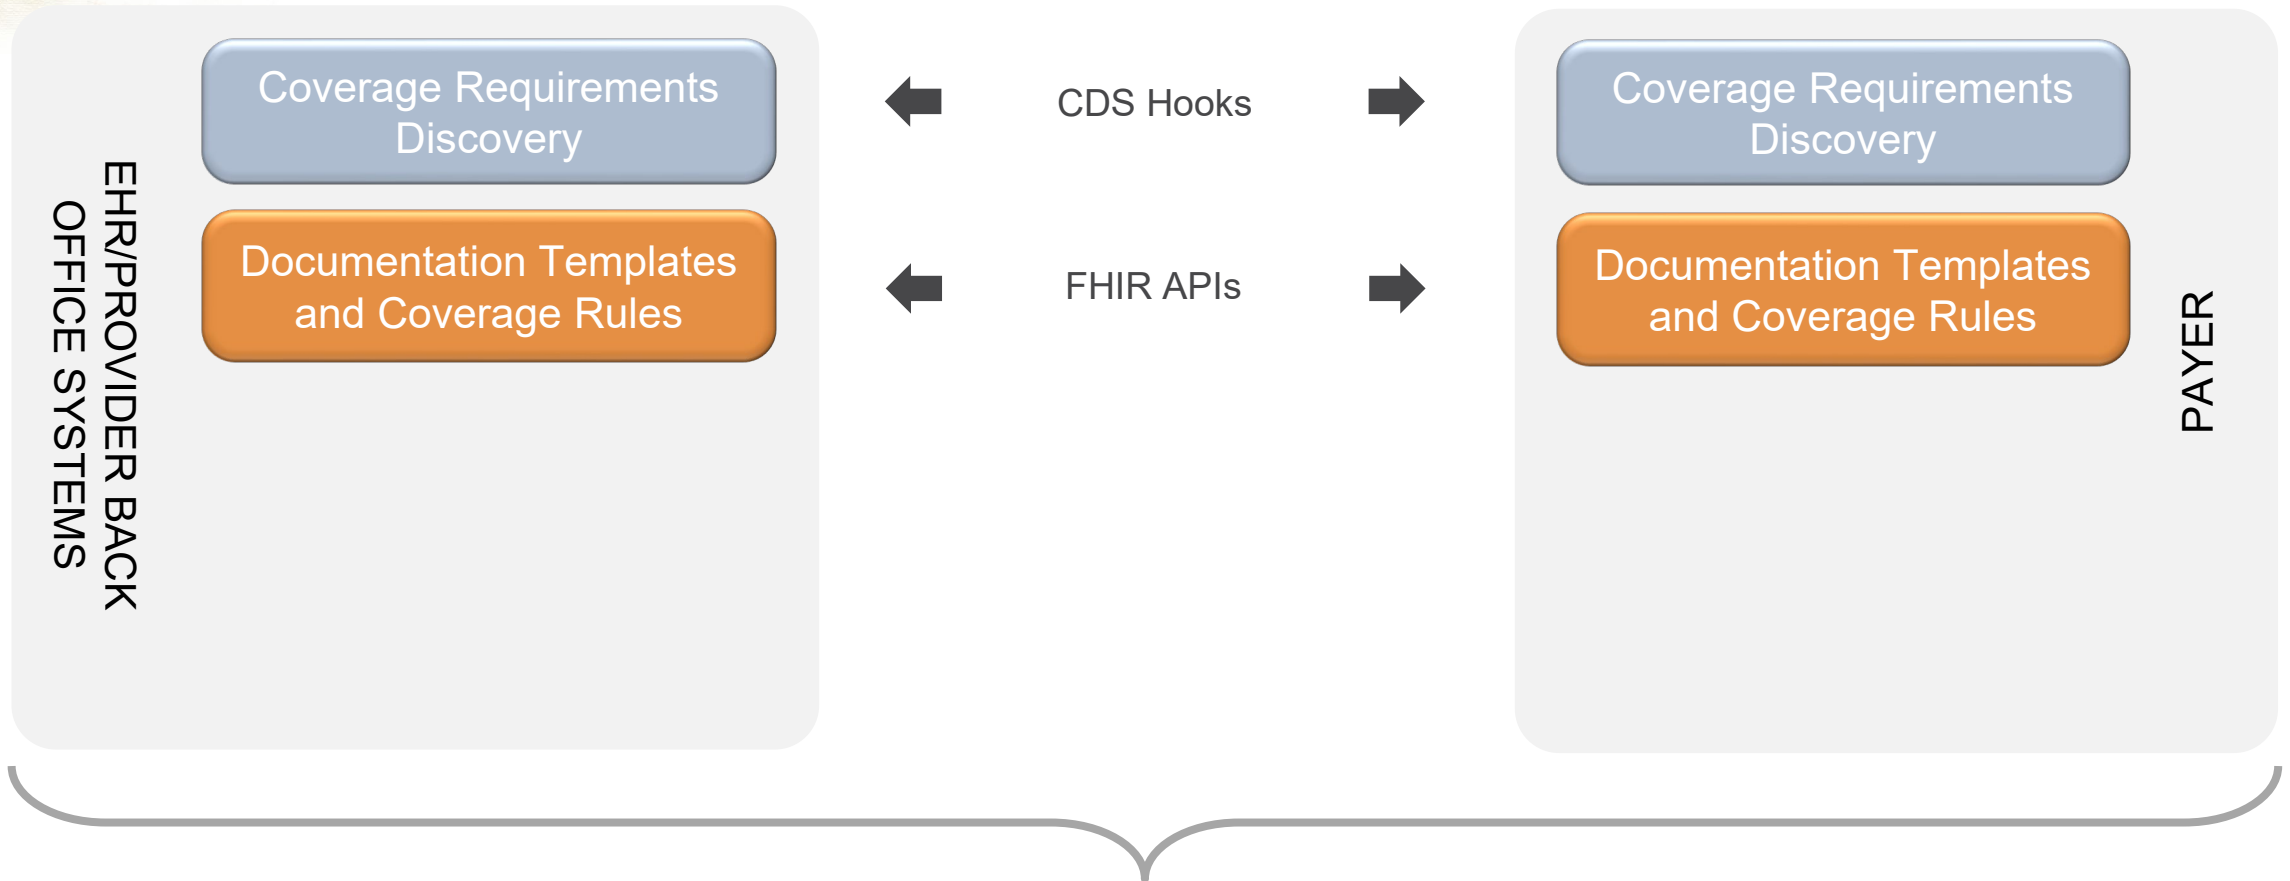 EHR/PROVIDER BACK
OFFICE SYSTEMS
Coverage Requirements
Discovery
Documentation Templates
and Coverage Rules
CDS Hooks
FHIR APIs
Coverage Requirements
Discovery
Documentation Templates
and Coverage Rules
PAYER